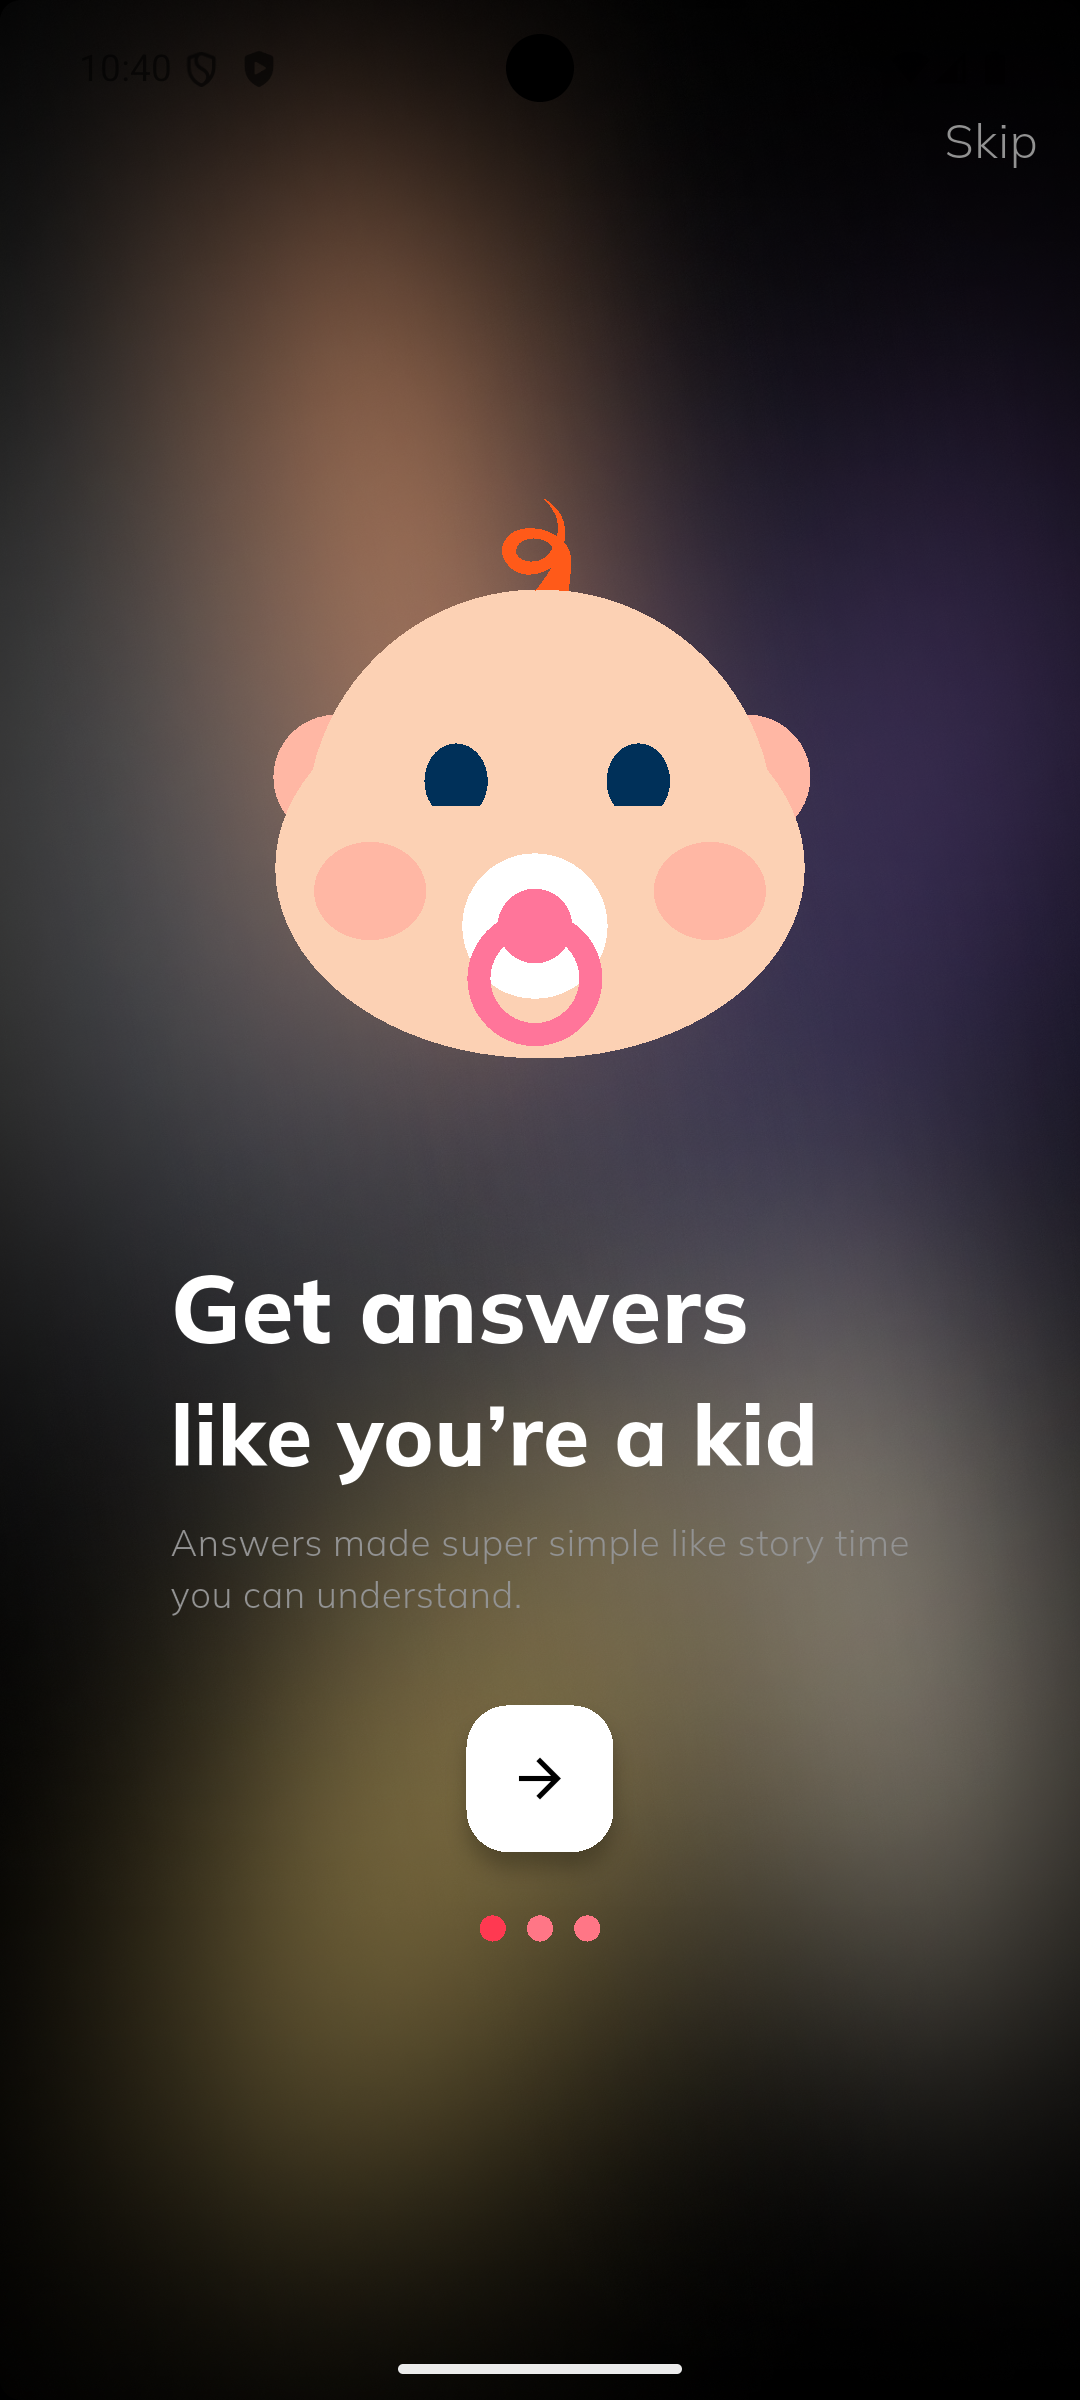 10:40
Skip
Get answers
like you’re a kid
Answers made super simple like story time
you can understand.